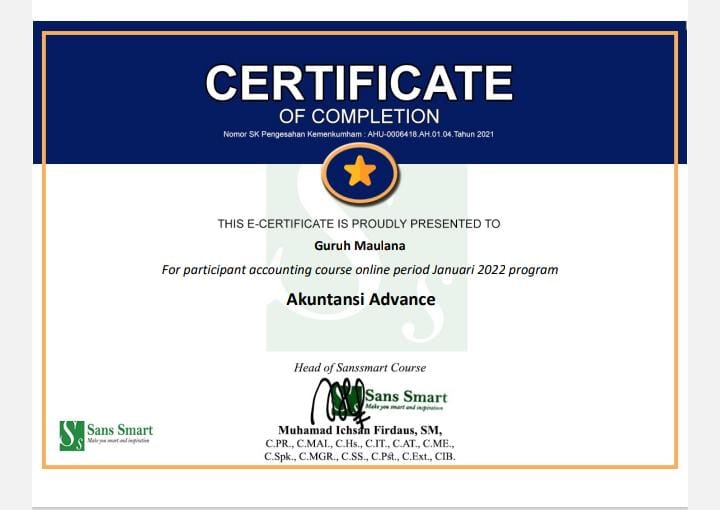 CERTIFICATE
OF COMPLETION
Nomor SK Pengesahan Kemenkumham : AHU-0006418.AH.01.04.Tahun 2021
THIS E-CERTIFICATE IS PROUDLY PRESENTED TO
Guruh Maulana
For participant accounting course online period Januari 2022 program
Akuntansi Advance
Head of Sanssmart Course
Sans Smart
Make you smart and inspiration
Muhamad Ichsan Firdaus, SM,
C.PR., C.MAI., C.Hs., C.IT., C.AT., C.ME.,
C.Spk., C.MGR., C.SS., C.Pst., C.Ext., CIB.
S s
Sans Smart
Make you smart and inspiration